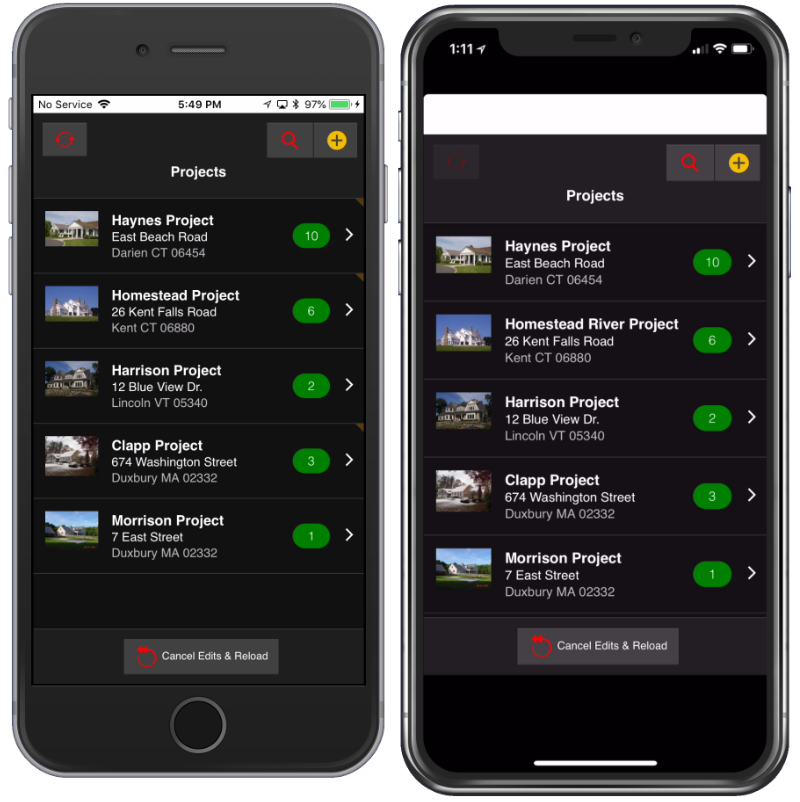 No Service 5:49 PM 97%
Projects
Haynes Project
East Beach Road
Darien CT 06454
10
Homestead Project
26 Kent Falls Road
Kent CT 06880
6
Harrison Project
12 Blue View Dr.
Lincoln VT 05340
2
Clapp Project
674 Washington Street
Duxbury MA 02332
3
Morrison Project
7 East Street
Duxbury MA 02332
1
Cancel Edits & Reload
1:11
Projects
Haynes Project
East Beach Road
Darien CT 06454
10
Homestead River Project
26 Kent Falls Road
Kent CT 06880
6
Harrison Project
12 Blue View Dr.
Lincoln VT 05340
2
Clapp Project
674 Washington Street
Duxbury MA 02332
3
Morrison Project
7 East Street
Duxbury MA 02332
1
Cancel Edits & Reload